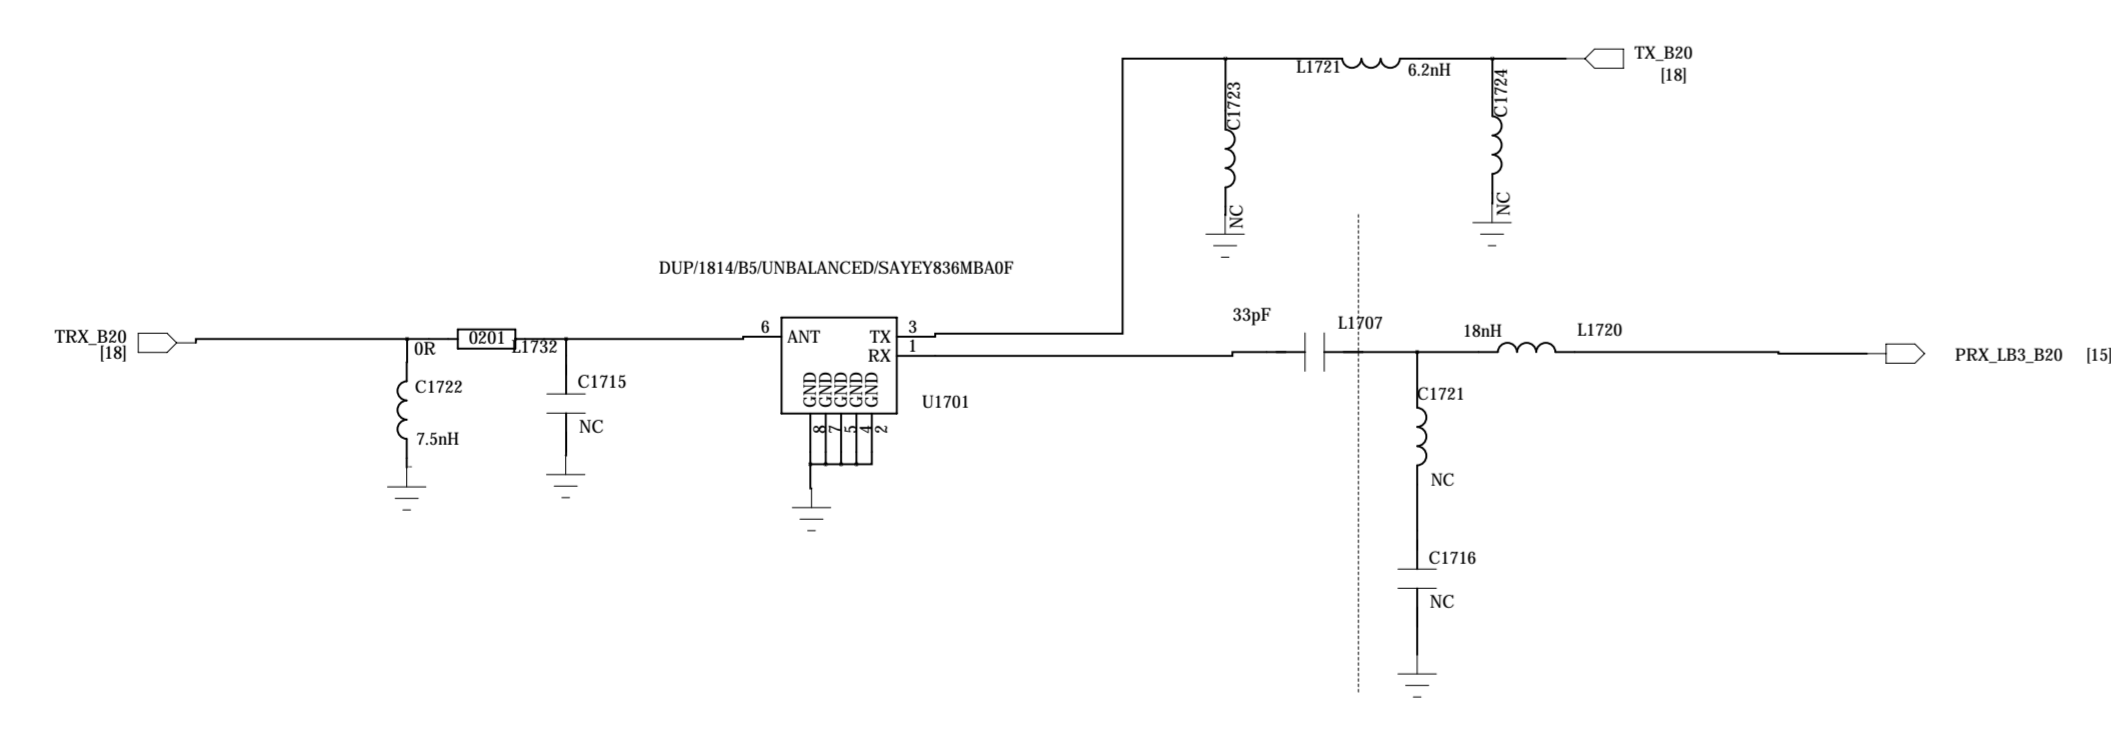 TX_B20
[18]
L1721
6.2nH
C1723
C1724
NC
NC
DUP/1814/B5/UNBALANCED/SAYEY836MBA0F
TRX_B20
[18]
0R
0201
L1732
C1722
7.5nH
C1715
NC
6
ANT
TX
RX
3
1
GND
GND
GND
GND
GND
8
7
5
4
2
U1701
33pF
L1707
18nH
L1720
PRX_LB3_B20 [15]
C1721
NC
C1716
NC